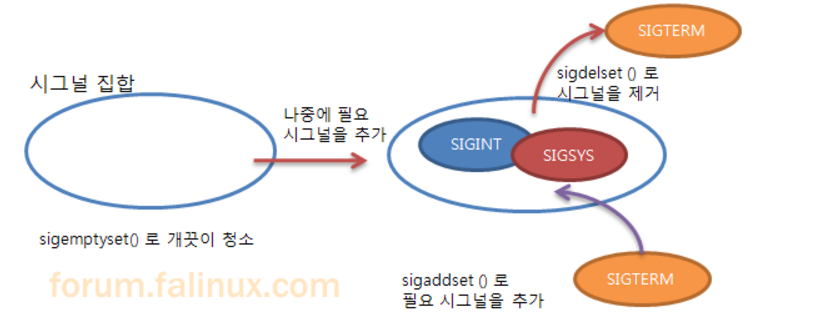 시그널 집합
나중에 필요
시그널을 추가
sigemptyset() 로 개끗이 청소
forum.falinux.com
SIGTERM
sigdelset () 로
시그널을 제거
SIGINT
SIGSYS
sigaddset () 로
필요 시그널을 추가
SIGTERM